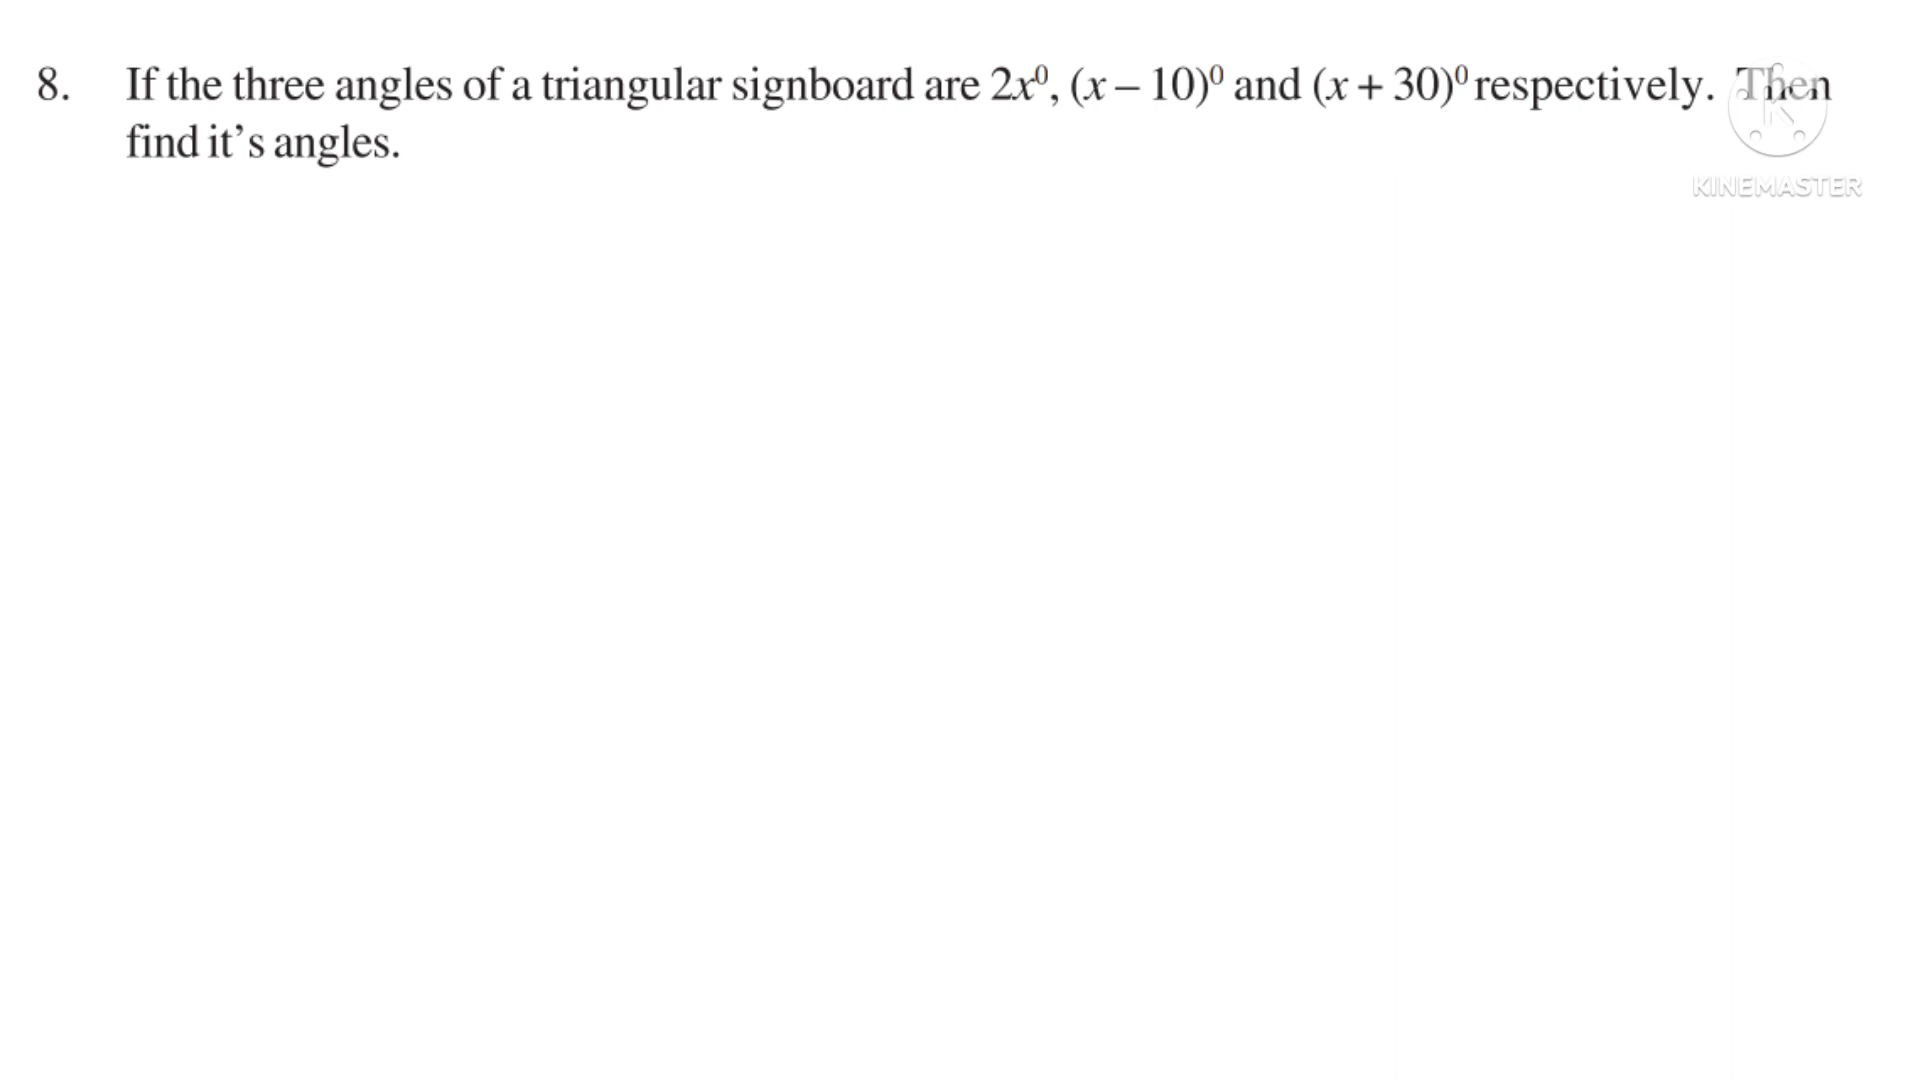 8. If the three angles of a triangular signboard are 2x⁰, (x – 10)⁰ and (x + 30)⁰ respectively. Then
find it’s angles.
KINEMASTER